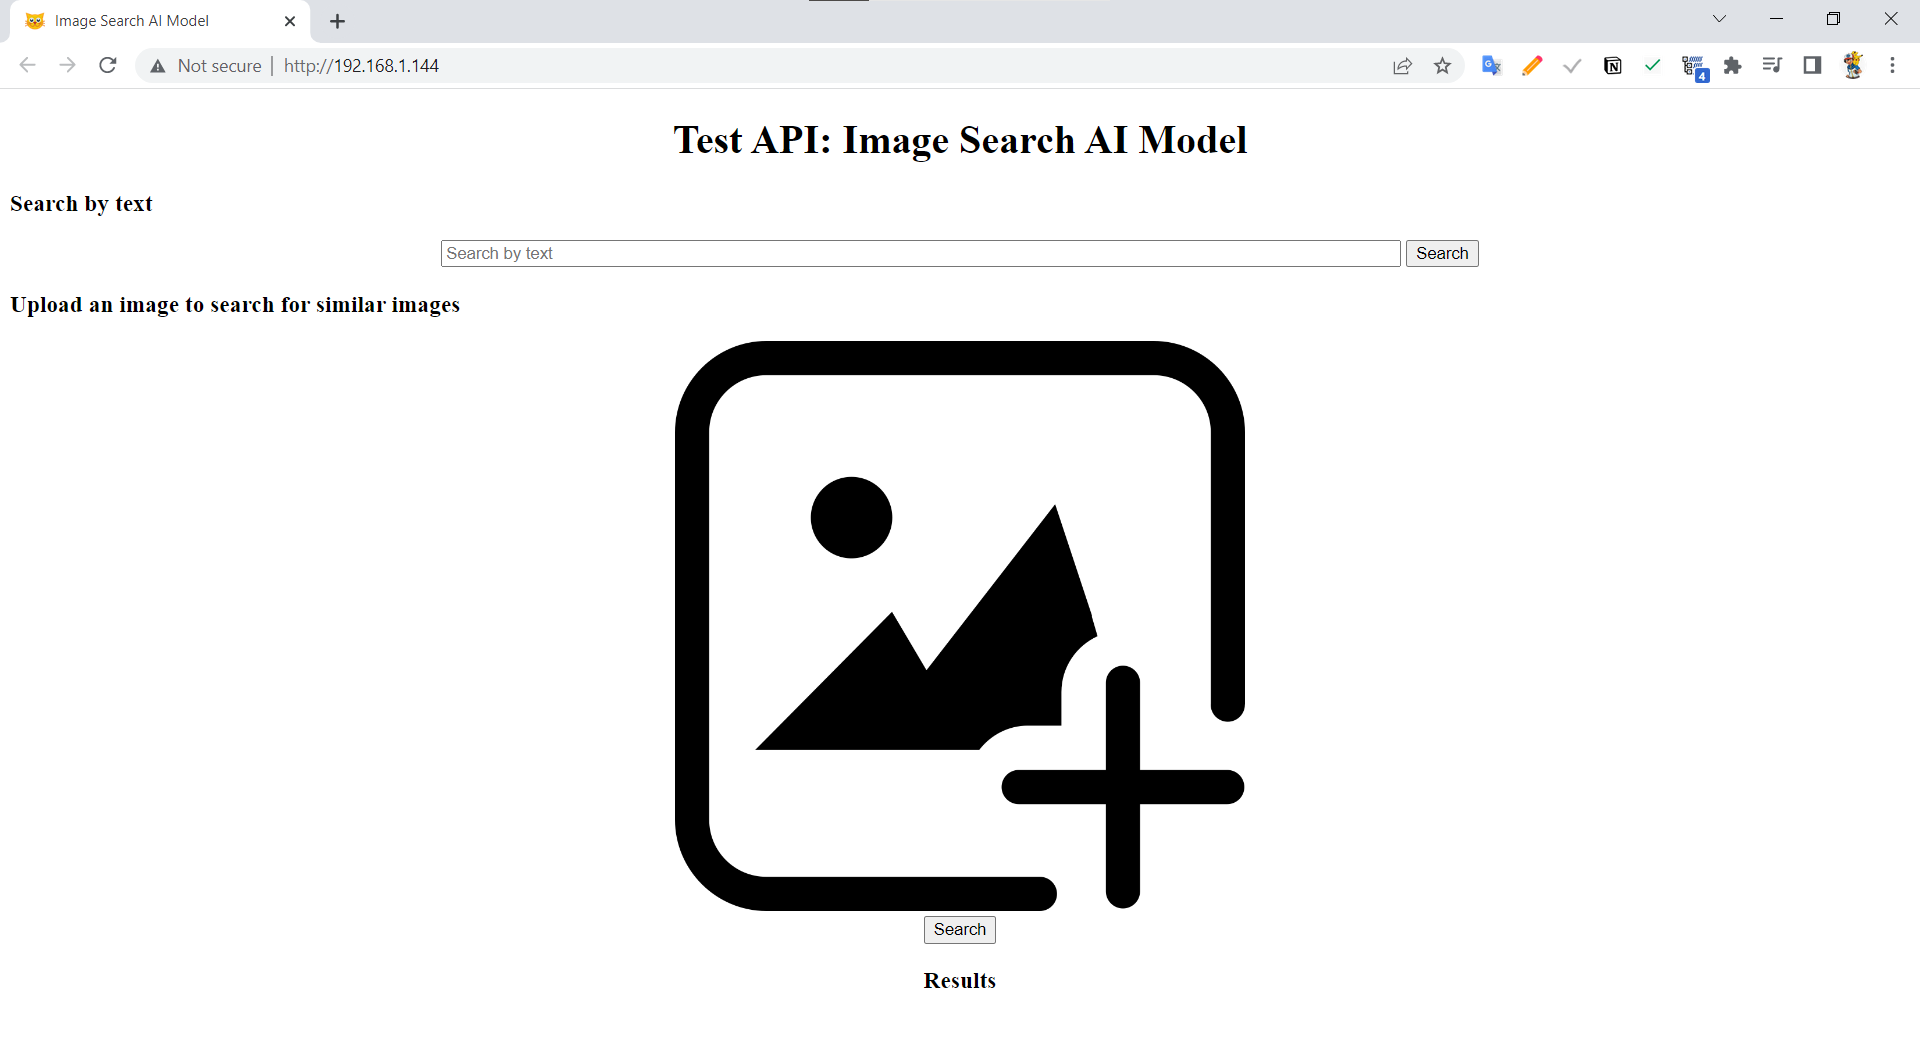 Image Search AI Model
Not secure | http://192.168.1.144
4
Test API: Image Search AI Model
Search by text
Search by text Search
Upload an image to search for similar images
Search
Results